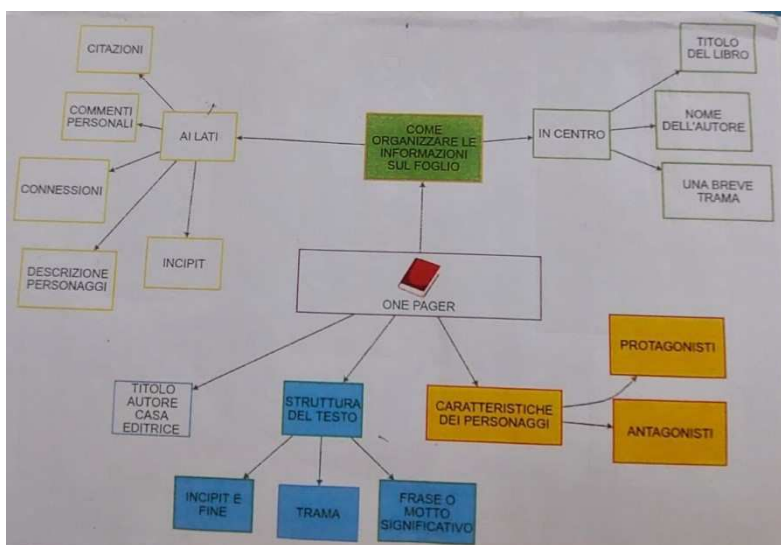 CITAZIONI
TITOLO
DEL LIBRO
COMMENTI
PERSONALI
AI LATI
COME
ORGANIZZARE LE
INFORMAZIONI
SUL FOGLIO
IN CENTRO
NOME
DELL'AUTORE
CONNESSIONI
UNA BREVE
TRAMA
DESCRIZIONE
PERSONAGGI
INCIPIT
ONE PAGER
TITOLO
AUTORE
CASA
EDITRICE
STRUTTURA
DEL TESTO
CARATTERISTICHE
DEI PERSONAGGI
PROTAGONISTI
ANTAGONISTI
INCIPIT E
FINE
TRAMA
FRASE O
MOTTO
SIGNIFICATIVO